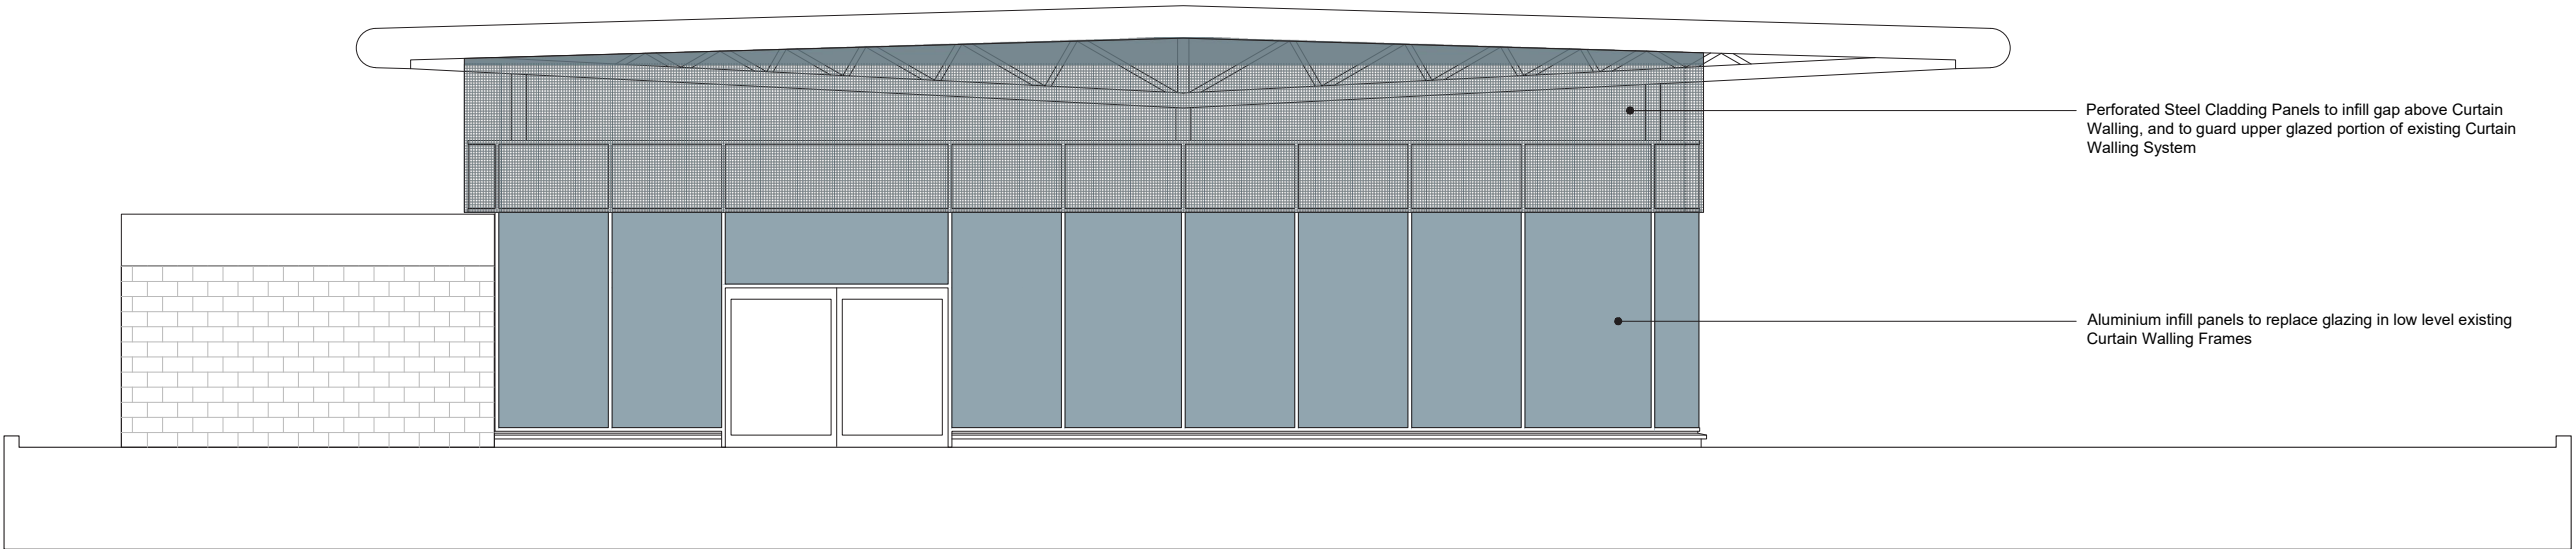 Perforated Steel Cladding Panels to infill gap above Curtain
Walling, and to guard upper glazed portion of existing Curtain
Walling System
Aluminium infill panels to replace glazing in low level existing
Curtain Walling Frames